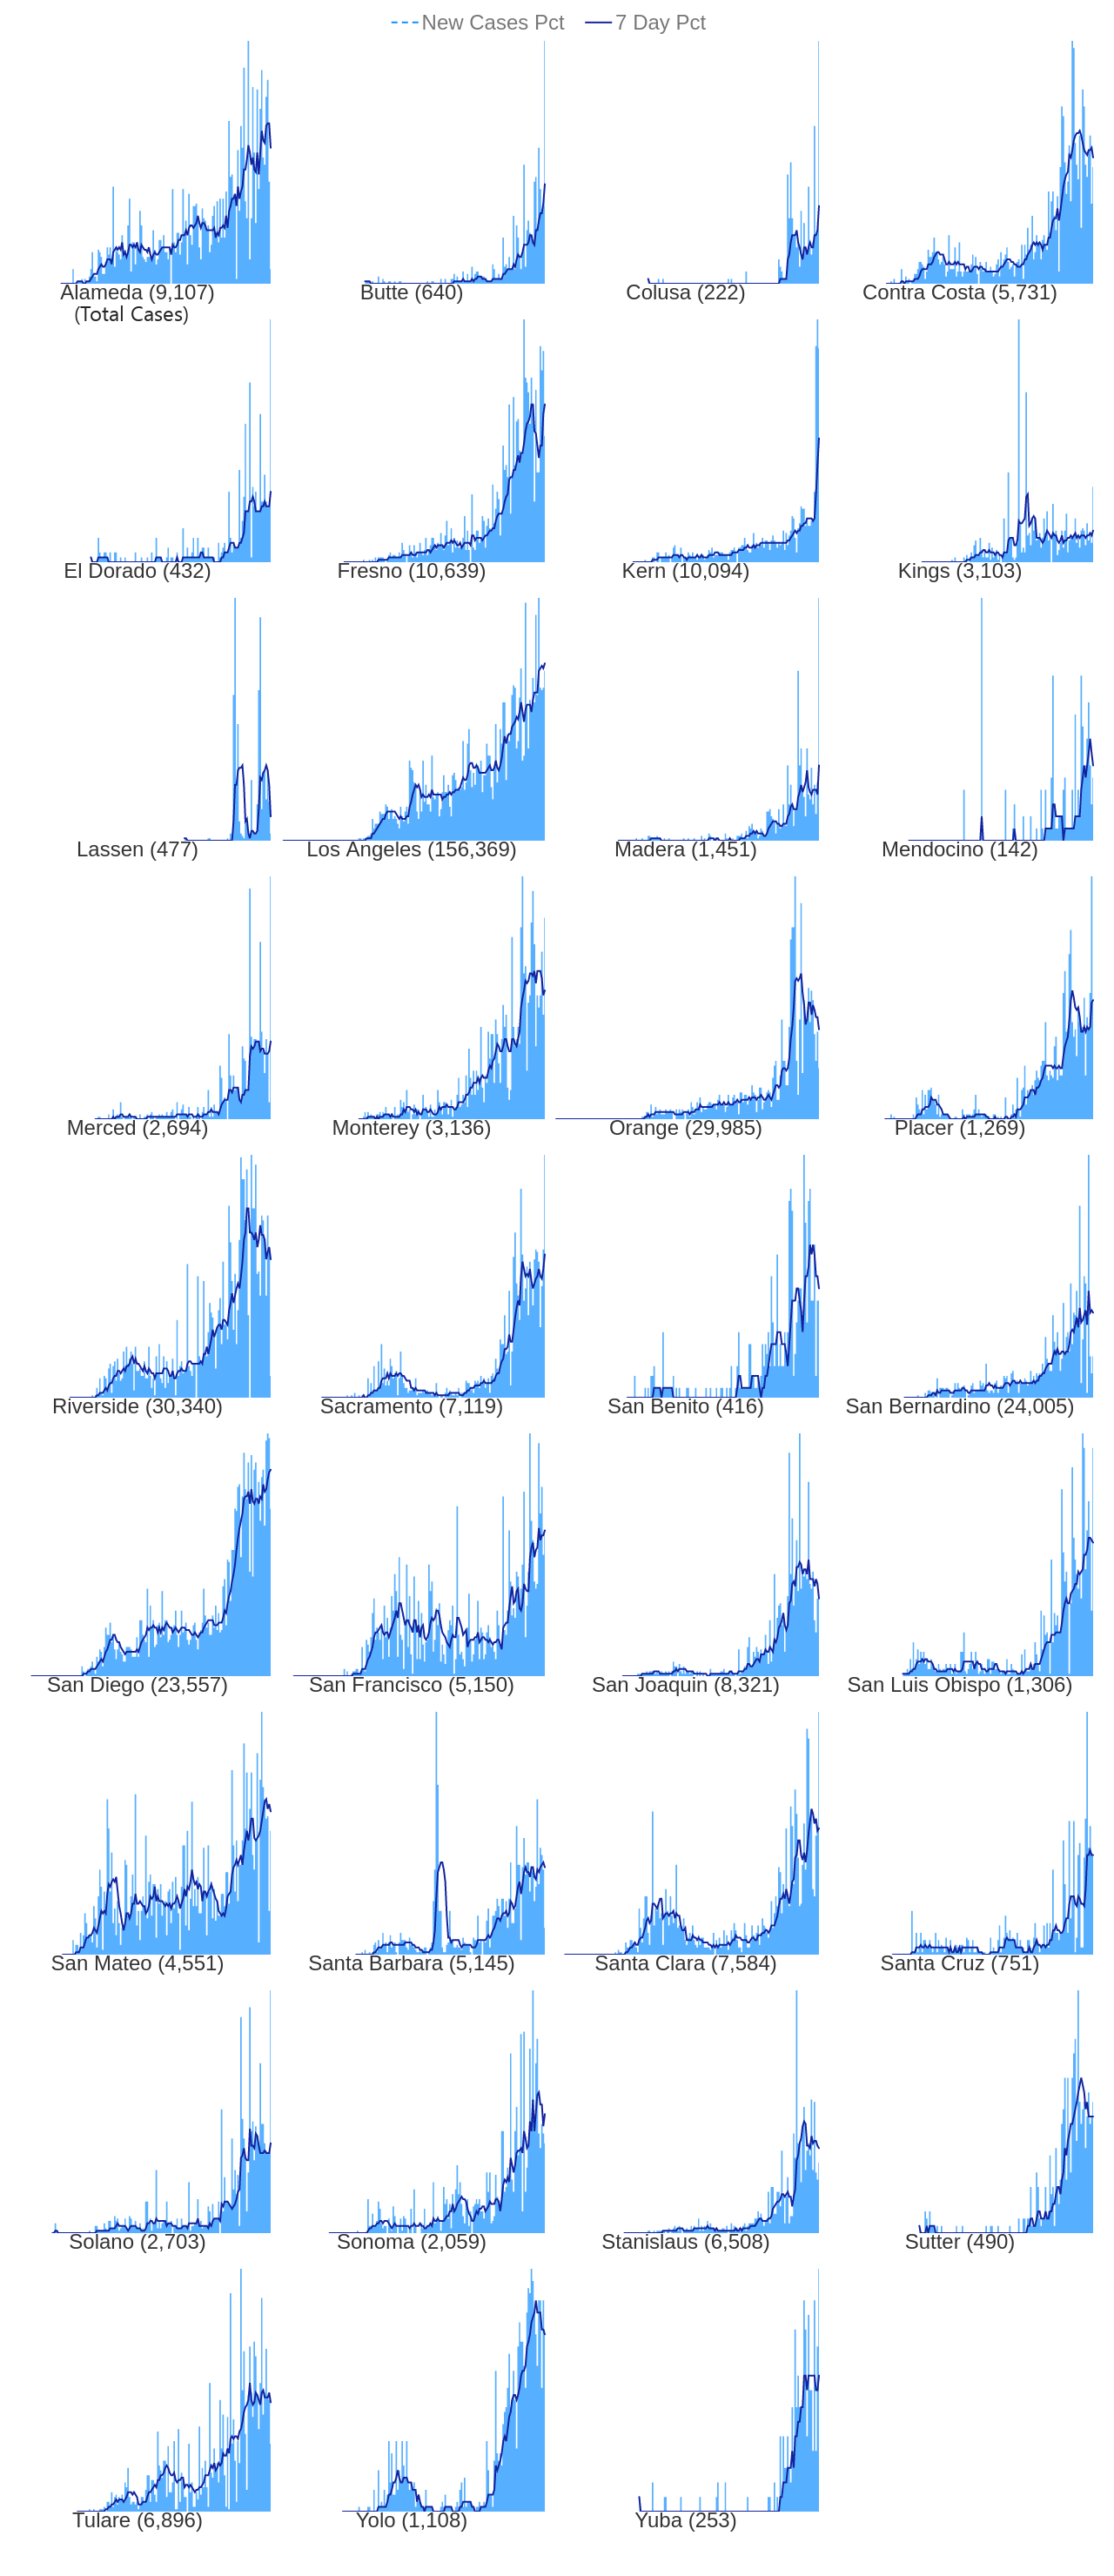 New Cases Pct 7 Day Pct
Alameda (9,107) Butte (640) Colusa (222) Contra Costa (5,731)
(Total Cases)
El Dorado (432) Fresno (10,639) Kern (10,094) Kings (3,103)
Lassen (477) Los Angeles (156,369) Madera (1,451) Mendocino (142)
Merced (2,694) Monterey (3,136) Orange (29,985) Placer (1,269)
Riverside (30,340) Sacramento (7,119) San Benito (416) San Bernardino (24,005)
San Diego (23,557) San Francisco (5,150) San Joaquin (8,321) San Luis Obispo (1,306)
San Mateo (4,551) Santa Barbara (5,145) Santa Clara (7,584) Santa Cruz (751)
Solano (2,703) Sonoma (2,059) Stanislaus (6,508) Sutter (490)
Tulare (6,896) Yolo (1,108) Yuba (253)